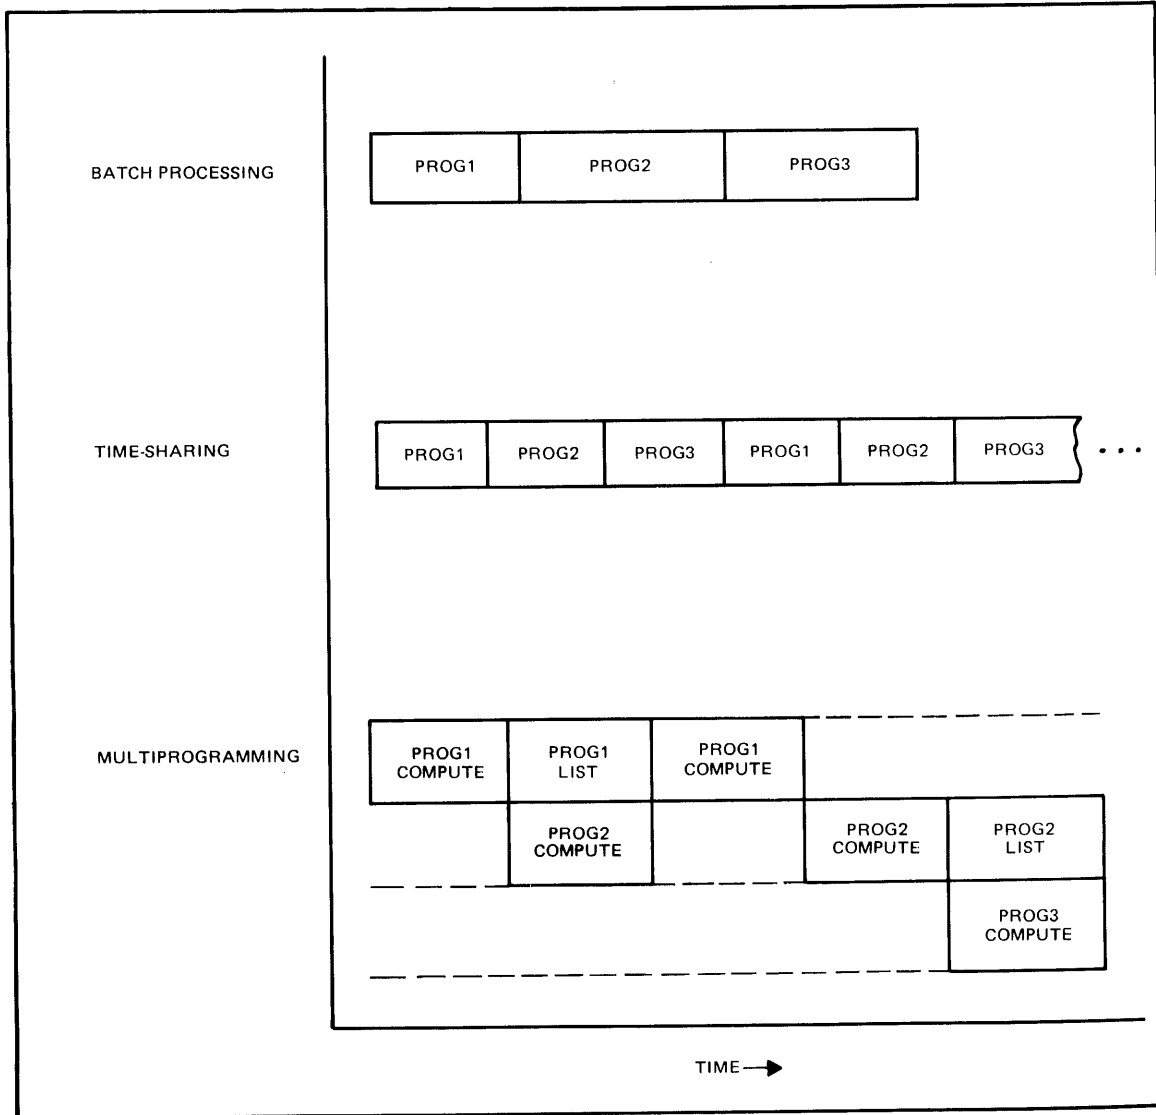 BATCH PROCESSING
PROG1
PROG2
PROG3
TIME-SHARING
PROG1
PROG2
PROG3
PROG1
PROG2
PROG3
...
MULTIPROGRAMMING
PROG1
COMPUTE
PROG1
LIST
PROG1
COMPUTE
PROG2
COMPUTE
PROG2
COMPUTE
PROG2
LIST
PROG3
COMPUTE
TIME